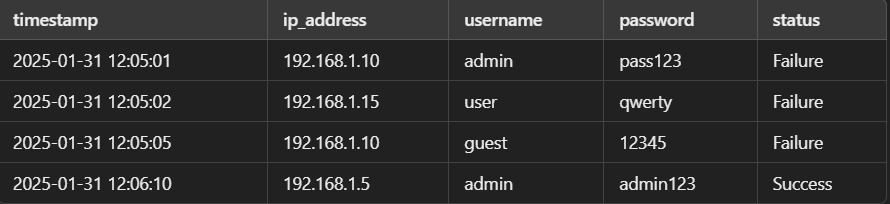 timestamp ip_address username password status
2025-01-31 12:05:01 192.168.1.10 admin pass123 Failure
2025-01-31 12:05:02 192.168.1.15 user qwerty Failure
2025-01-31 12:05:05 192.168.1.10 guest 12345 Failure
2025-01-31 12:06:10 192.168.1.5 admin admin123 Success